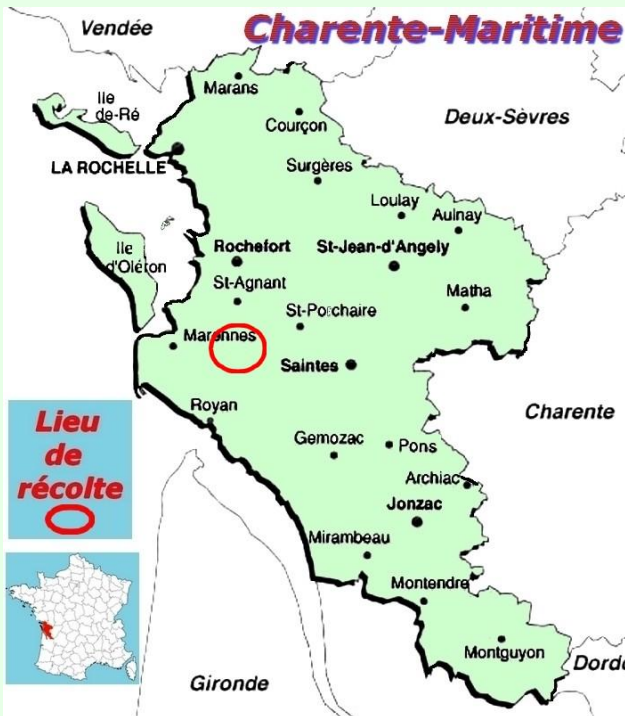 Charente-Maritime
Vendée
Marans
Ile
de-Ré
Courçon
Deux-Sèvres
LA ROCHELLE
Surgères
Loulay
Aulnay
Ile
d'Oléron
Rochefort
St-Jean-d'Angely
St-Agnant
Matha
St-Porchaire
Marennes
Saintes
Lieu
de
récolte
Royan
Charente
Gemozac
Pons
Archiac
Jonzac
Mirambeau
Montendre
Montguyon
Gironde
Dordo